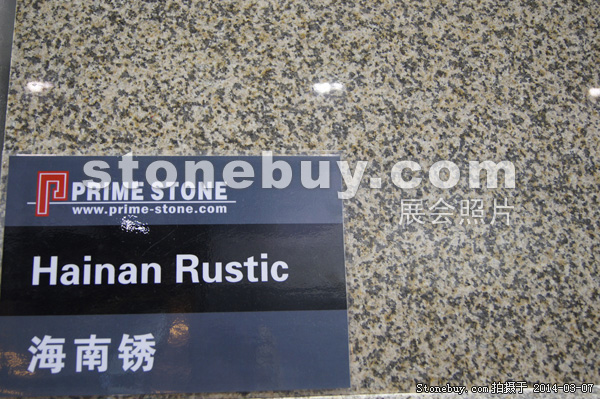 stonebuy.com
PRIME STONE
www.prime-stone.com
展会照片
Hainan Rustic
海南锈
Stonebuy.com拍摄于 2014-03-07